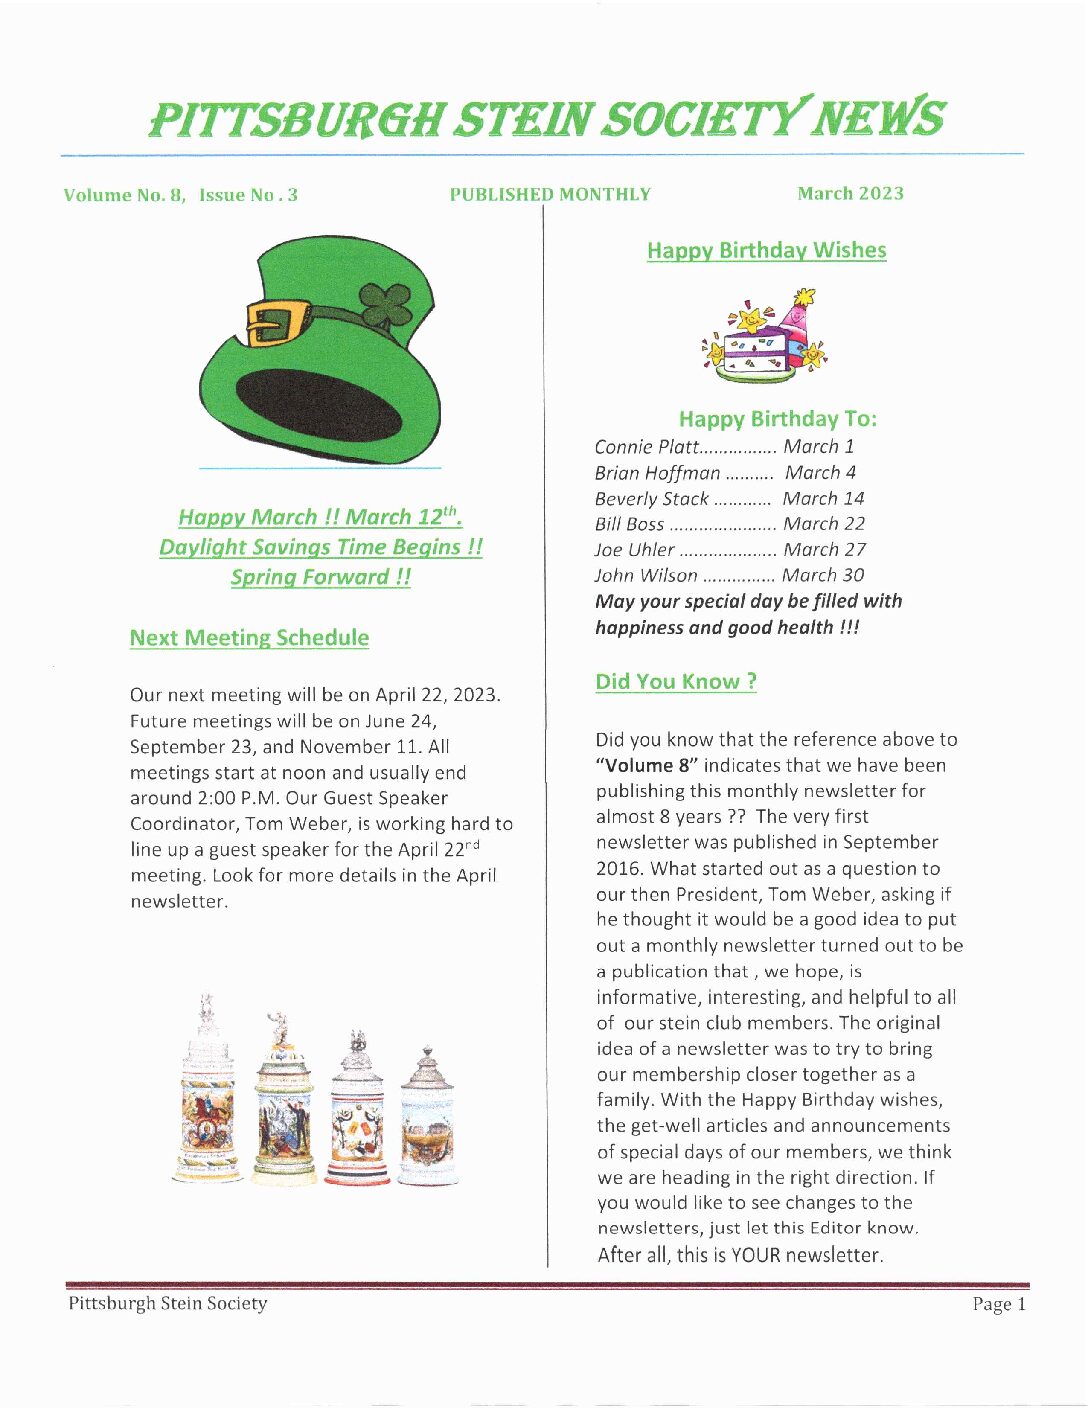 PITTSBURGH STEIN SOCIETY NEWS
Volume No. 8, Issue No. 3 PUBLISHED MONTHLY March 2023
Happy March !! March 12th.
Daylight Savings Time Begins !!
Spring Forward !!
Next Meeting Schedule
Our next meeting will be on April 22, 2023.
Future meetings will be on June 24,
September 23, and November 11. All
meetings start at noon and usually end
around 2:00 P.M. Our Guest Speaker
Coordinator, Tom Weber, is working hard to
line up a guest speaker for the April 22rd
meeting. Look for more details in the April
newsletter.
Happy Birthday Wishes
Happy Birthday To:
Connie Platt................ March 1
Brian Hoffman .......... March 4
Beverly Stack ............ March 14
Bill Boss ...................... March 22
Joe Uhler .................... March 27
John Wilson ............... March 30
May your special day be filled with
happiness and good health !!!
Did You Know ?
Did you know that the reference above to
“Volume 8” indicates that we have been
publishing this monthly newsletter for
almost 8 years ?? The very first
newsletter was published in September
2016. What started out as a question to
our then President, Tom Weber, asking if
he thought it would be a good idea to put
out a monthly newsletter turned out to be
a publication that , we hope, is
informative, interesting, and helpful to all
of our stein club members. The original
idea of a newsletter was to try to bring
our membership closer together as a
family. With the Happy Birthday wishes,
the get-well articles and announcements
of special days of our members, we think
we are heading in the right direction. If
you would like to see changes to the
newsletters, just let this Editor know.
After all, this is YOUR newsletter.
Pittsburgh Stein Society Page 1